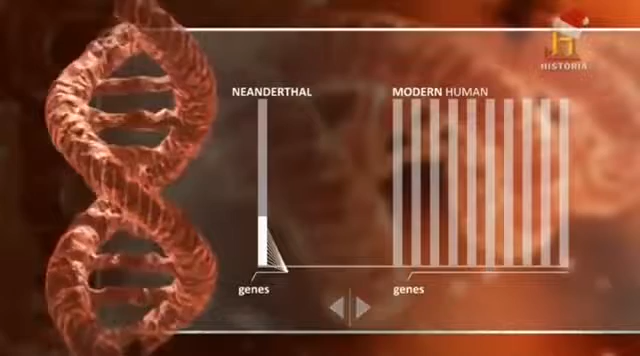 H
HISTORIA
NEANDERTHAL
MODERN HUMAN
genes
genes